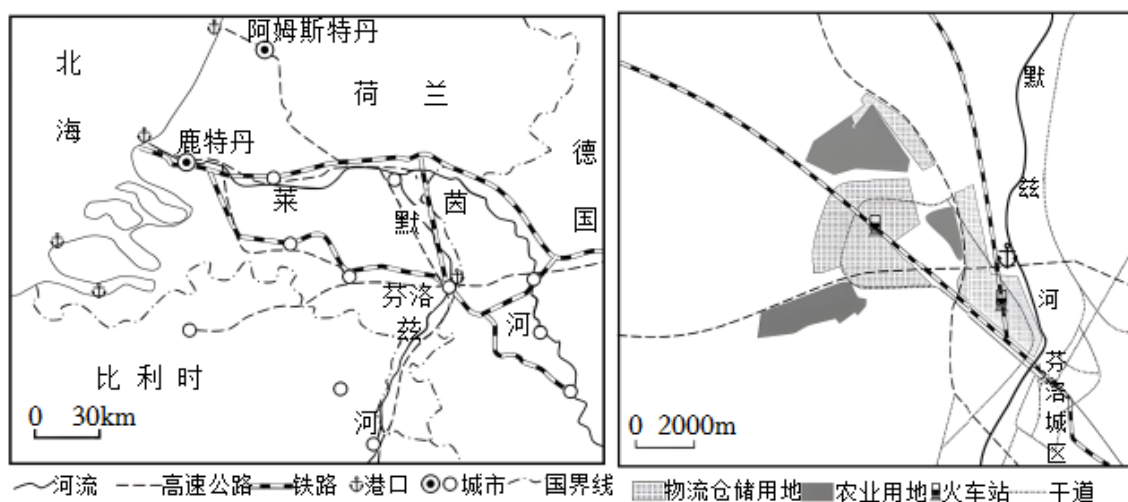 北海
阿姆斯特丹
荷兰
鹿特丹
德国
莱茵河
默兹河
芬洛
比利时
0 30km
河流 高速公路 铁路 港口 城市 国界线
默兹河
芬洛城区
0 2000m
物流仓储用地 农业用地 火车站 干道